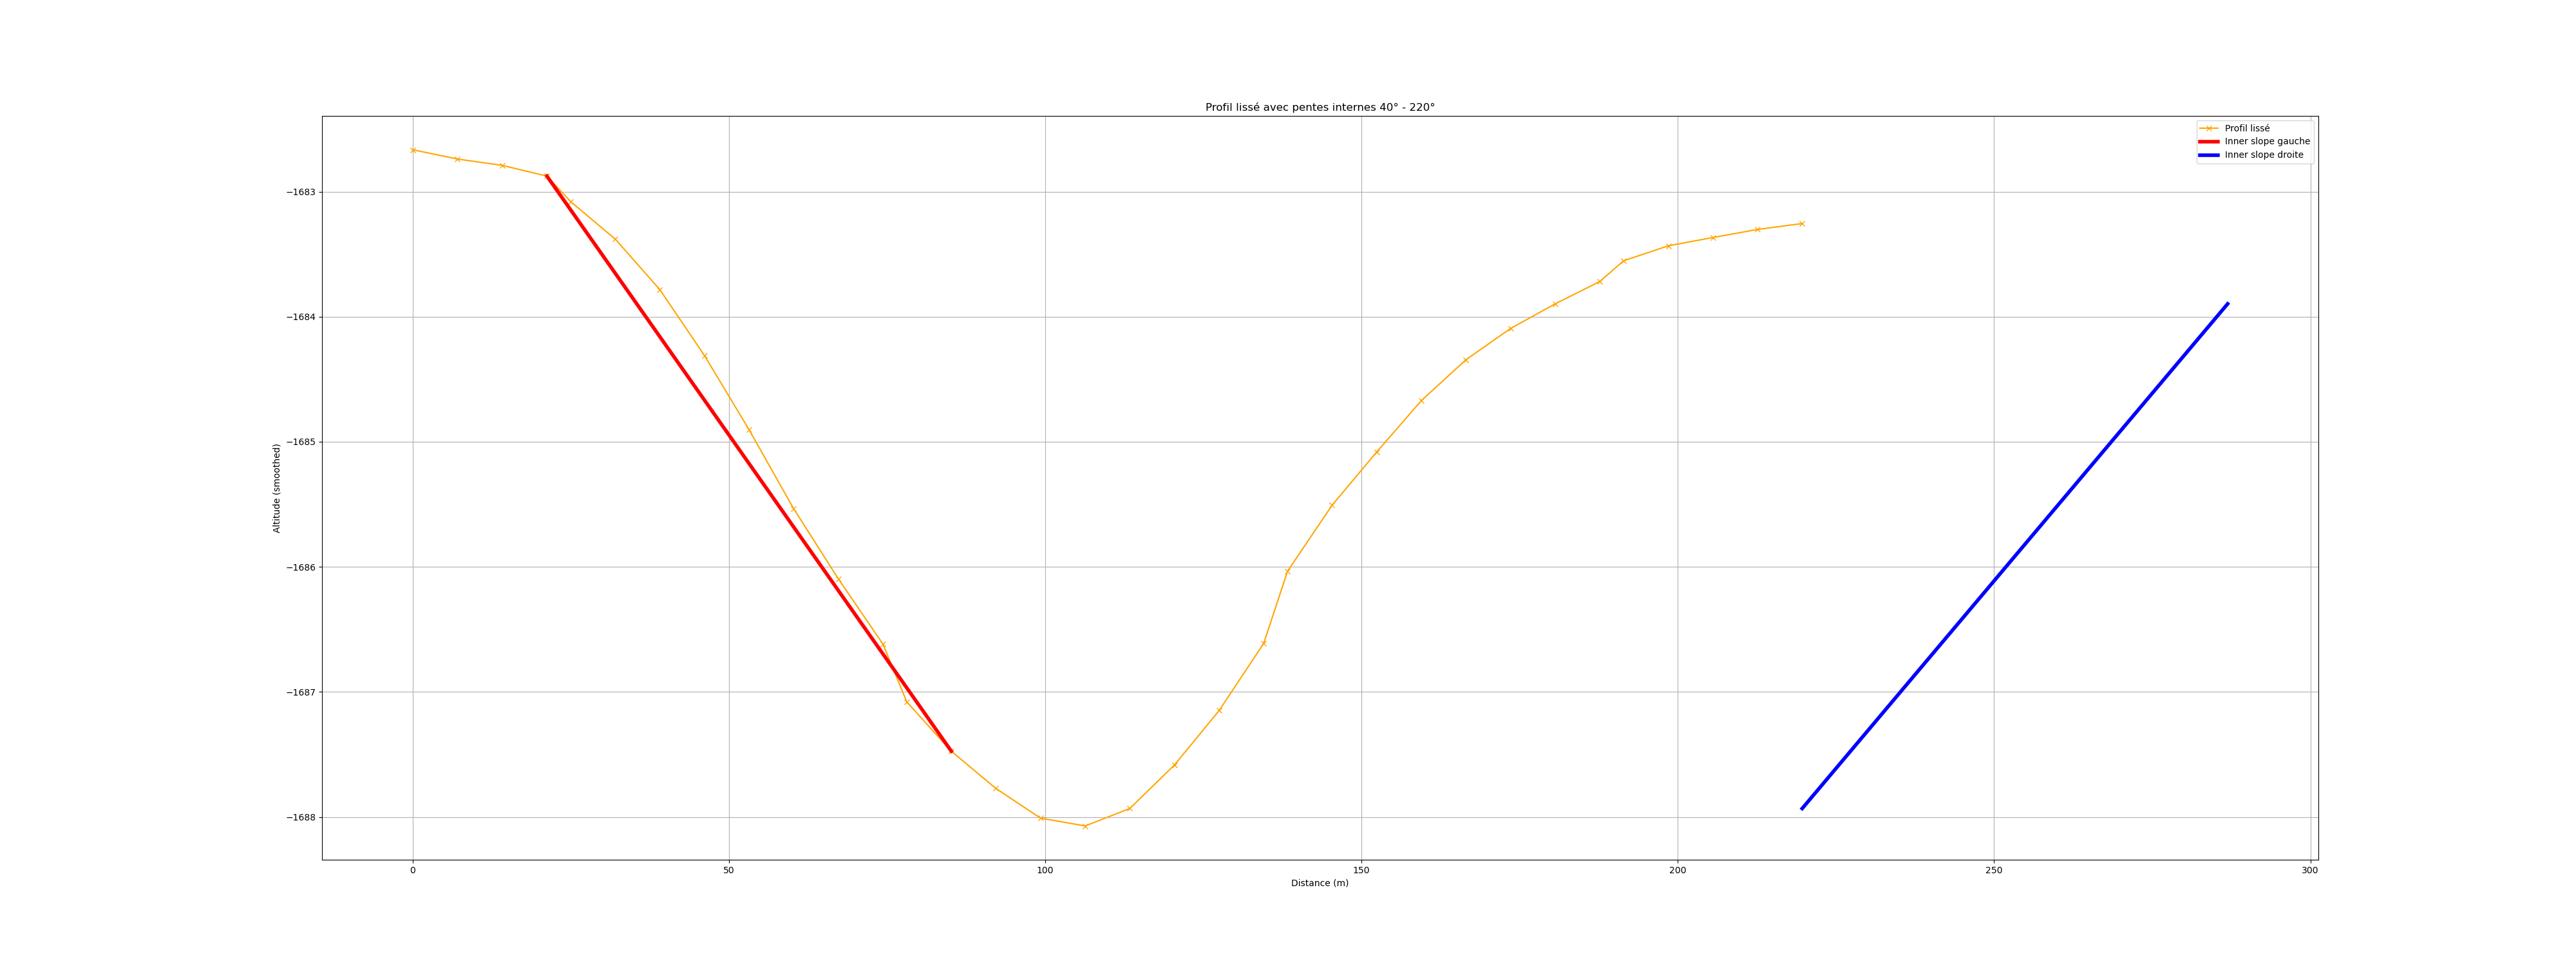 Profil lissé avec pentes internes 40° - 220°
Profil lissé
Inner slope gauche
Inner slope droite
Altitude (smoothed)
−1683
−1684
−1685
−1686
−1687
−1688
0 50 100 150 200 250 300
Distance (m)